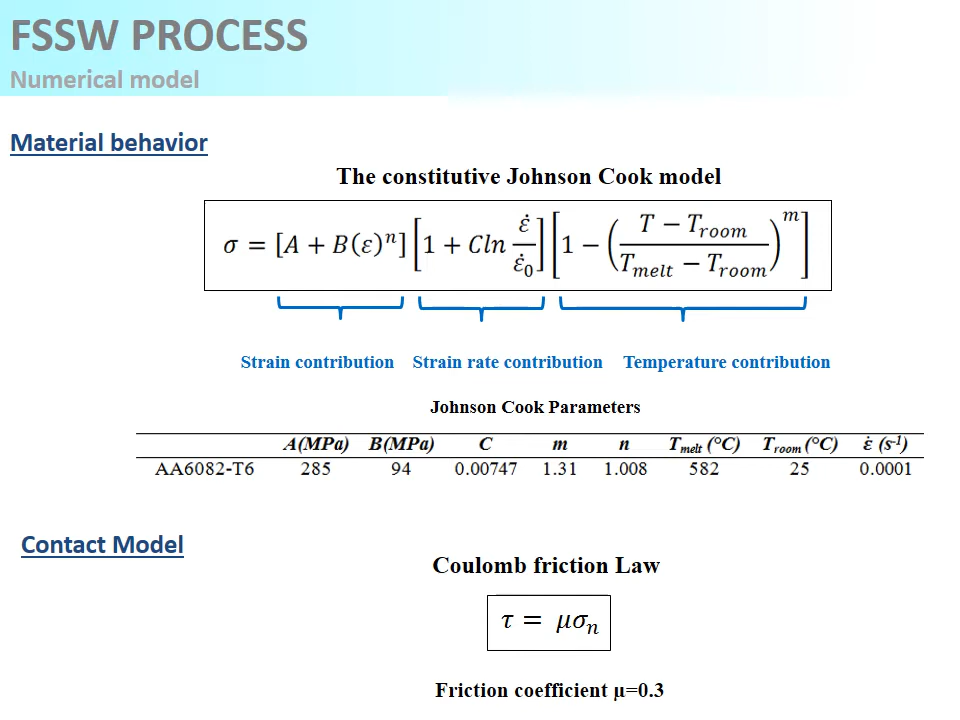 FSSW PROCESS
Numerical model
Material behavior
The constitutive Johnson Cook model
σ = [A + B(ε)ⁿ] [1 + Cln ε̇/ε̇₀] [1 − ((T − T_room)/(T_melt − T_room))^m]
Strain contribution Strain rate contribution Temperature contribution
Johnson Cook Parameters
A(MPa) B(MPa) C m n T_melt (°C) T_room (°C) ε̇ (s⁻¹)
AA6082-T6 285 94 0.00747 1.31 1.008 582 25 0.0001
Contact Model
Coulomb friction Law
τ = μσₙ
Friction coefficient μ=0.3